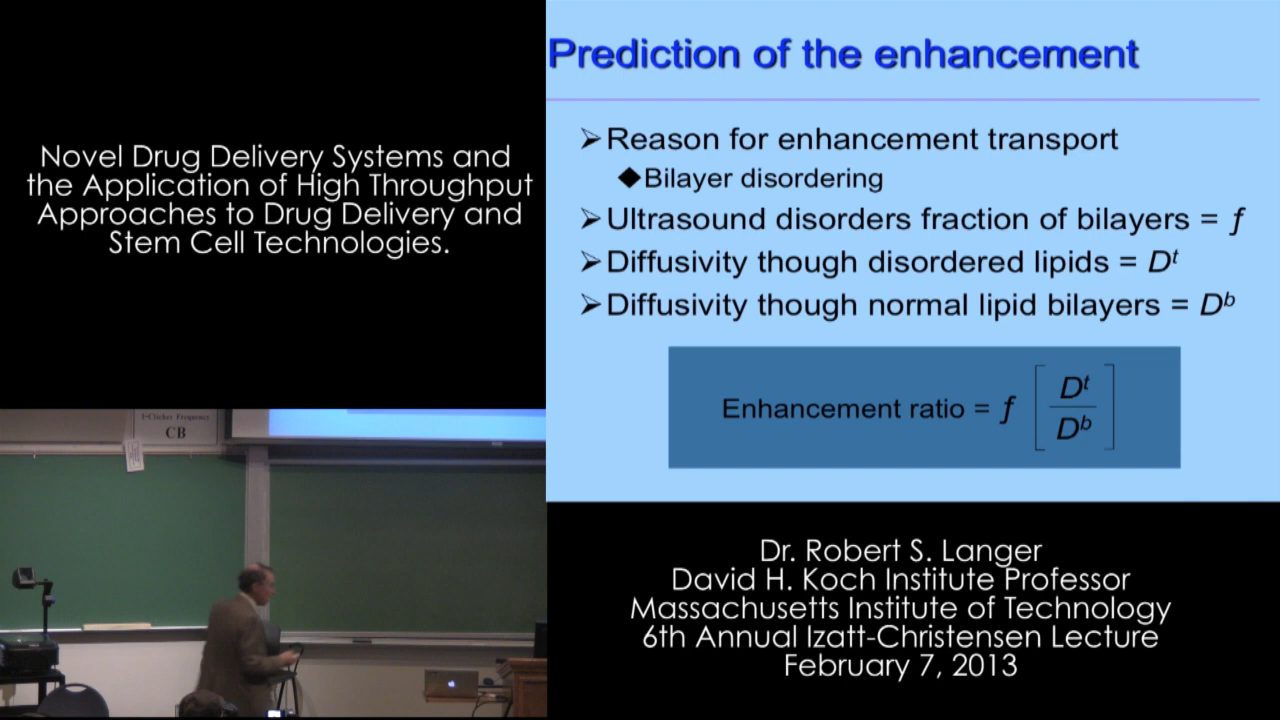 Novel Drug Delivery Systems and
the Application of High Throughput
Approaches to Drug Delivery and
Stem Cell Technologies.
Prediction of the enhancement
➢Reason for enhancement transport
◆Bilayer disordering
➢Ultrasound disorders fraction of bilayers = f
➢Diffusivity though disordered lipids = Dᵗ
➢Diffusivity though normal lipid bilayers = Dᵇ
Enhancement ratio = f [Dᵗ / Dᵇ]
I-Clicker Frequency
CB
Dr. Robert S. Langer
David H. Koch Institute Professor
Massachusetts Institute of Technology
6th Annual Izatt-Christensen Lecture
February 7, 2013